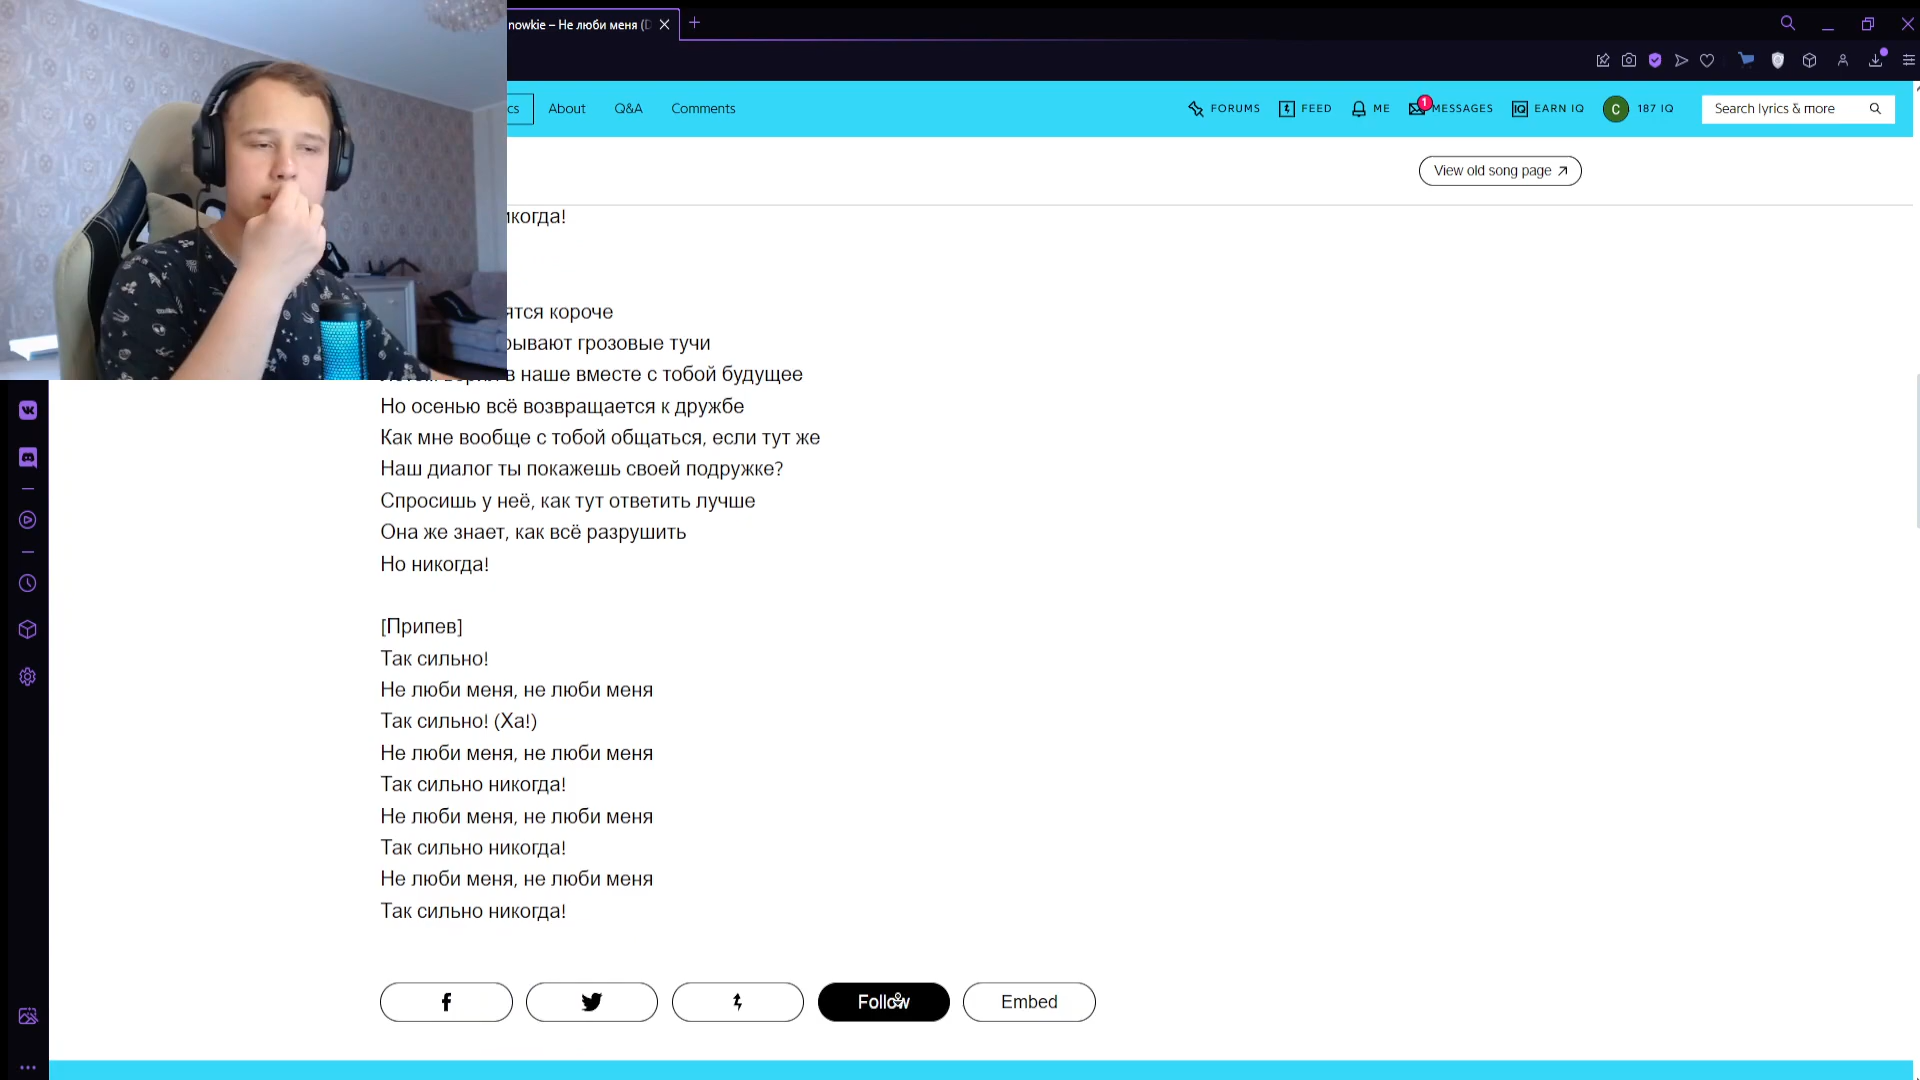 nowkie – Не люби меня (
cs About Q&A Comments FORUMS FEED ME 1 MESSAGES IQ EARN IQ C 187 IQ Search lyrics & more
View old song page
икогда!
ятся короче
рывают грозовые тучи
в наше вместе с тобой будущее
Но осенью всё возвращается к дружбе
Как мне вообще с тобой общаться, если тут же
Наш диалог ты покажешь своей подружке?
Спросишь у неё, как тут ответить лучше
Она же знает, как всё разрушить
Но никогда!
[Припев]
Так сильно!
Не люби меня, не люби меня
Так сильно! (Ха!)
Не люби меня, не люби меня
Так сильно никогда!
Не люби меня, не люби меня
Так сильно никогда!
Не люби меня, не люби меня
Так сильно никогда!
Follow Embed